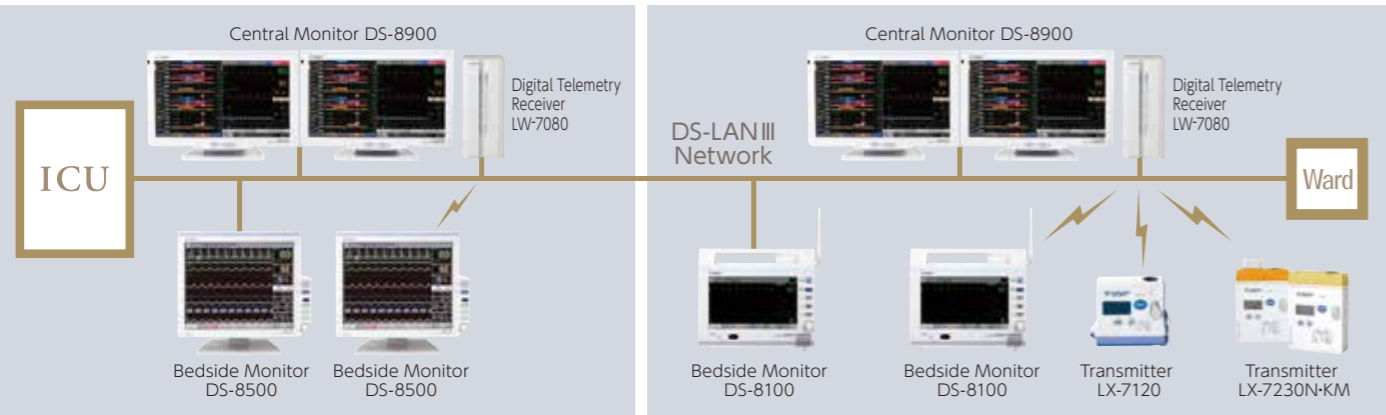 Central Monitor DS-8900
Digital Telemetry
Receiver
LW-7080
ICU
Bedside Monitor
DS-8500
Bedside Monitor
DS-8500
DS-LANⅢ
Network
Central Monitor DS-8900
Digital Telemetry
Receiver
LW-7080
Ward
Bedside Monitor
DS-8100
Bedside Monitor
DS-8100
Transmitter
LX-7120
Transmitter
LX-7230N•KM